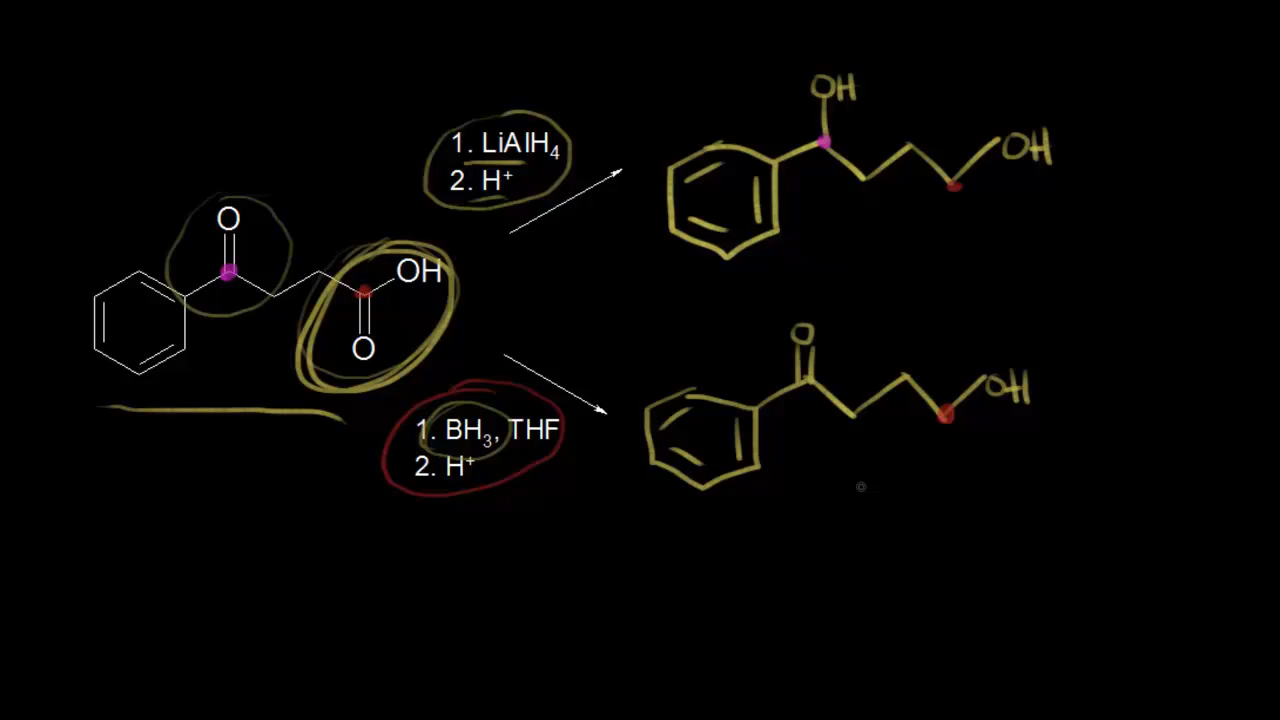 OH
OH
1. LiAlH₄
2. H⁺
O
OH
O
O
OH
1. BH₃, THF
2. H⁺